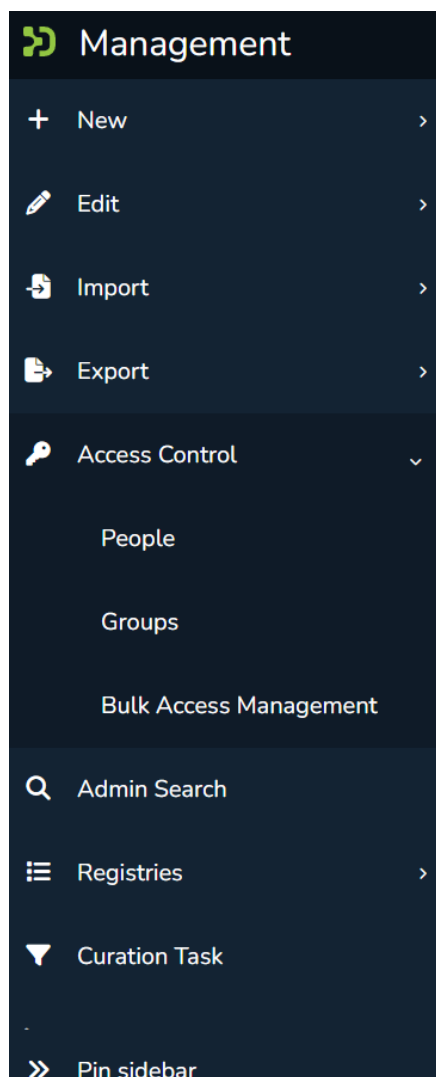 Management
New
Edit
Import
Export
Access Control
People
Groups
Bulk Access Management
Admin Search
Registries
Curation Task
Pin sidebar